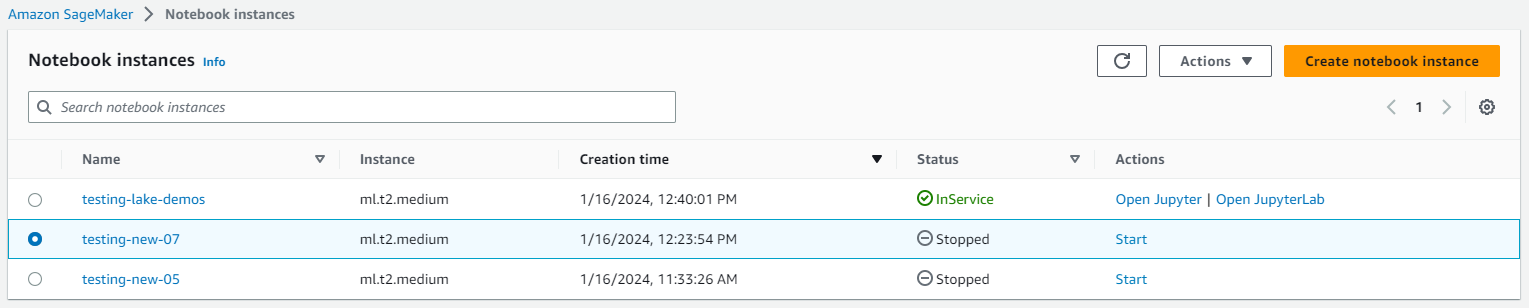 Amazon SageMaker > Notebook instances
Notebook instances Info
Actions
Create notebook instance
Search notebook instances
1
Name Instance Creation time Status Actions
testing-lake-demos ml.t2.medium 1/16/2024, 12:40:01 PM InService Open Jupyter | Open JupyterLab
testing-new-07 ml.t2.medium 1/16/2024, 12:23:54 PM Stopped Start
testing-new-05 ml.t2.medium 1/16/2024, 11:33:26 AM Stopped Start